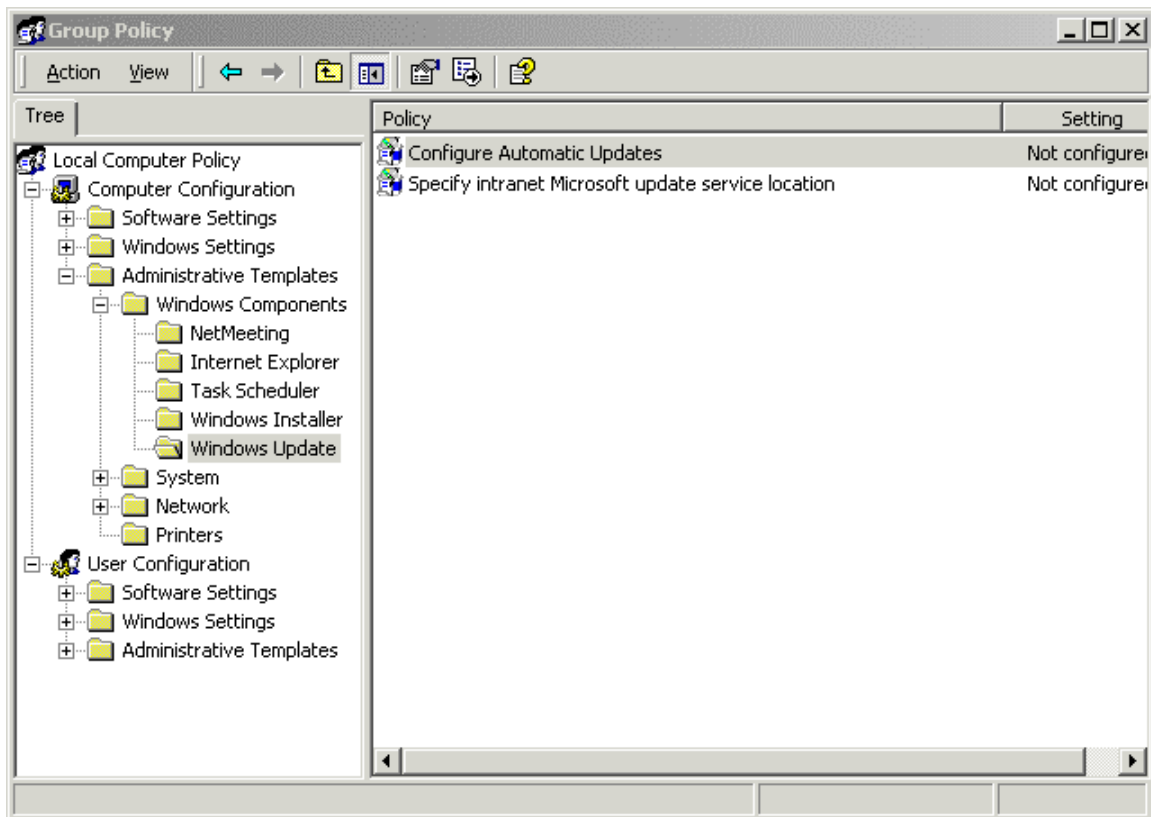 Group Policy
Action View
Tree
Local Computer Policy
Computer Configuration
Software Settings
Windows Settings
Administrative Templates
Windows Components
NetMeeting
Internet Explorer
Task Scheduler
Windows Installer
Windows Update
System
Network
Printers
User Configuration
Software Settings
Windows Settings
Administrative Templates
Policy Setting
Configure Automatic Updates Not configure
Specify intranet Microsoft update service location Not configure